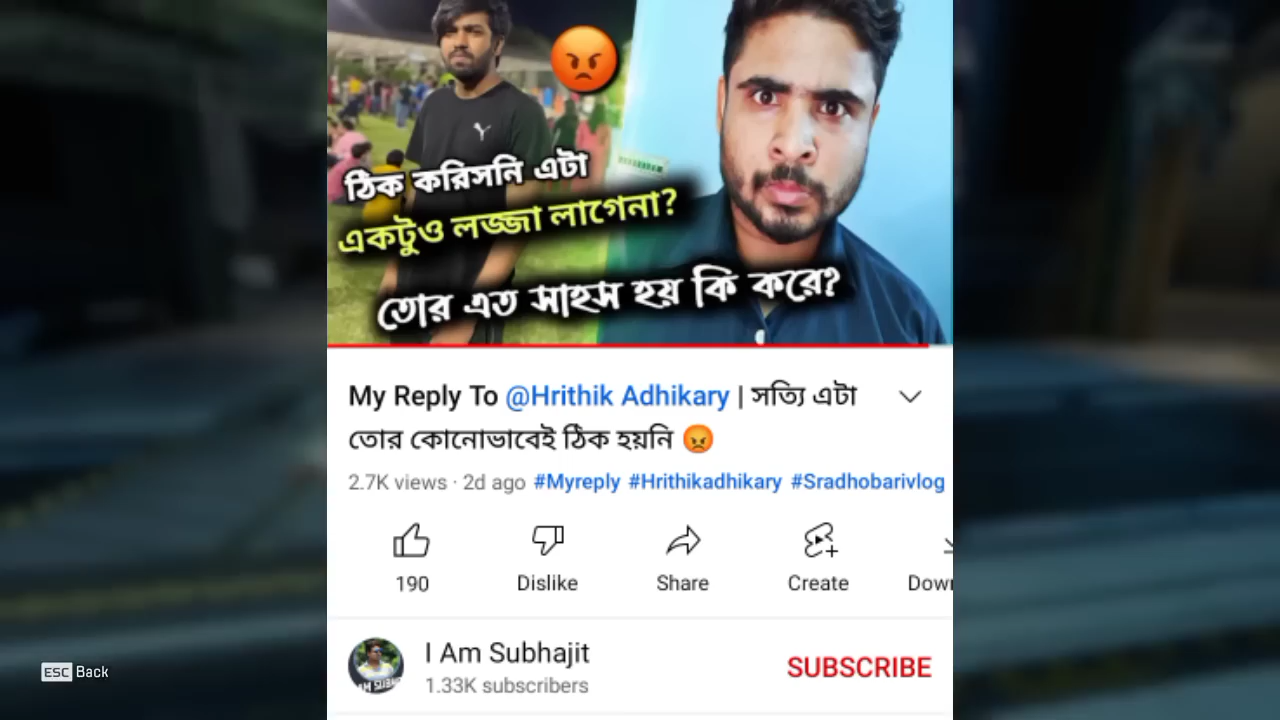 ঠিক করিসনি এটা
একটুও লজ্জা লাগেনা?
তোর এত সাহস হয় কি করে?
My Reply To @Hrithik Adhikary | সত্যি এটা
তোর কোনোভাবেই ঠিক হয়নি 😡
2.7K views · 2d ago #Myreply #Hrithikadhikary #Sradhobarivlog
190 Dislike Share Create
I Am Subhajit
SUBSCRIBE
1.33K subscribers
ESC Back